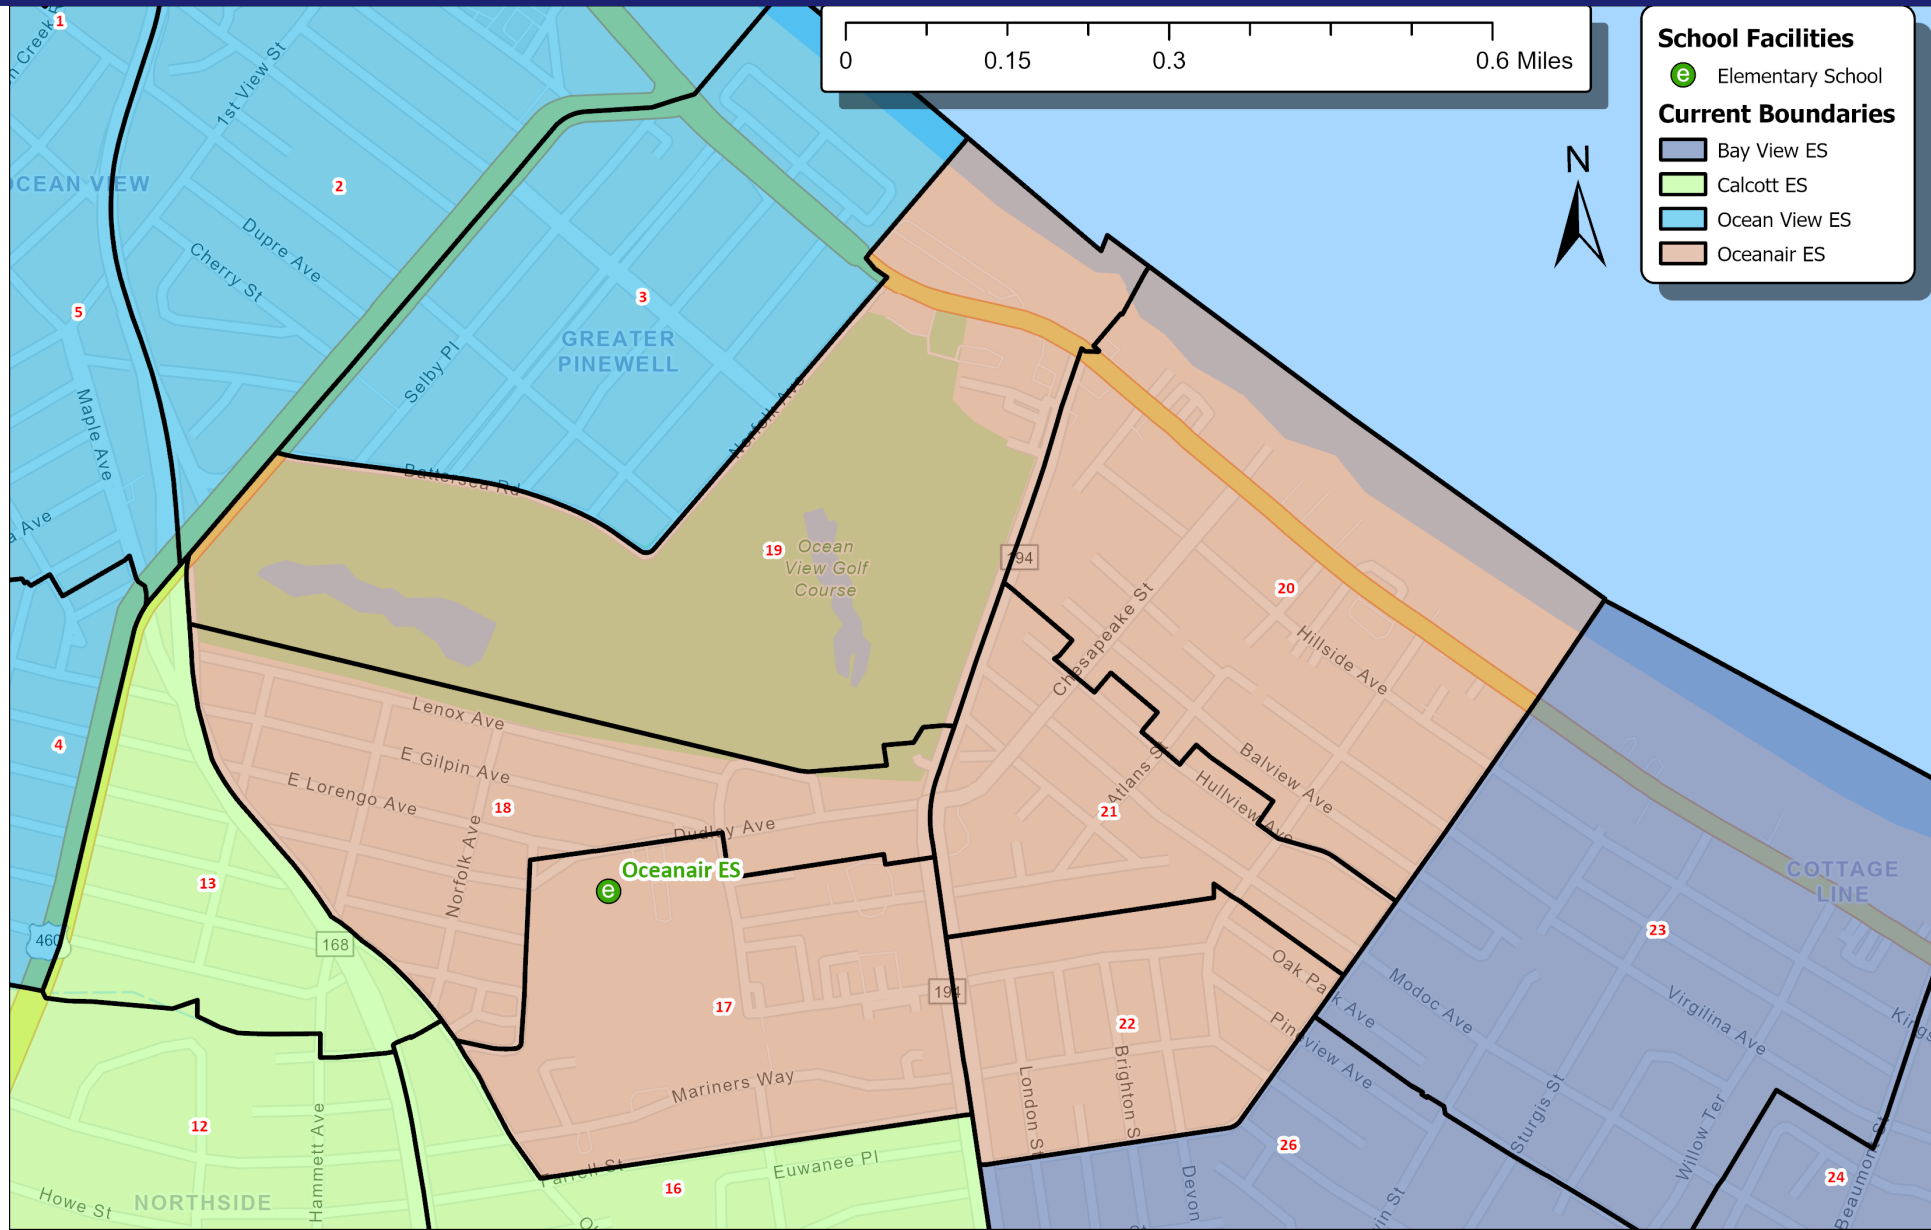 0 0.15 0.3 0.6 Miles
School Facilities
e Elementary School
Current Boundaries
Bay View ES
Calcott ES
Ocean View ES
Oceanair ES
N
1
1st View St
OCEAN VIEW
2
Dupre Ave
Cherry St
5
3
GREATER
PINEWELL
Selby Pl
Maple Ave
Norfolk Ave
Battersea Rd
19
Ocean
View Golf
Course
194
20
Chesapeake St
Hillside Ave
Lenox Ave
4
E Gilpin Ave
E Lorengo Ave
18
Balview Ave
Atlans St
Hullview Ave
21
Dudley Ave
Oceanair ES
e
Norfolk Ave
13
COTTAGE
LINE
23
460
168
194
17
22
Oak Park Ave
Modoc Ave
Virgilina Ave
Kings
Pineview Ave
Mariners Way
London St
Brighton S
12
Hammett Ave
26
Sturgis St
Willow Ter
Beaumont St
24
Farrell St
Euwanee Pl
16
Devon
Howe St
NORTHSIDE